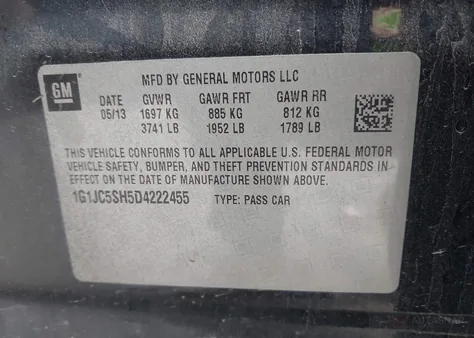 GM
MFD BY GENERAL MOTORS LLC
DATE GVWR GAWR FRT GAWR RR
05/13 1697 KG 885 KG 812 KG
3741 LB 1952 LB 1789 LB
THIS VEHICLE CONFORMS TO ALL APPLICABLE U.S. FEDERAL MOTOR
VEHICLE SAFETY, BUMPER, AND THEFT PREVENTION STANDARDS IN
EFFECT ON THE DATE OF MANUFACTURE SHOWN ABOVE.
1G1JC5SH5D4222455 TYPE: PASS CAR